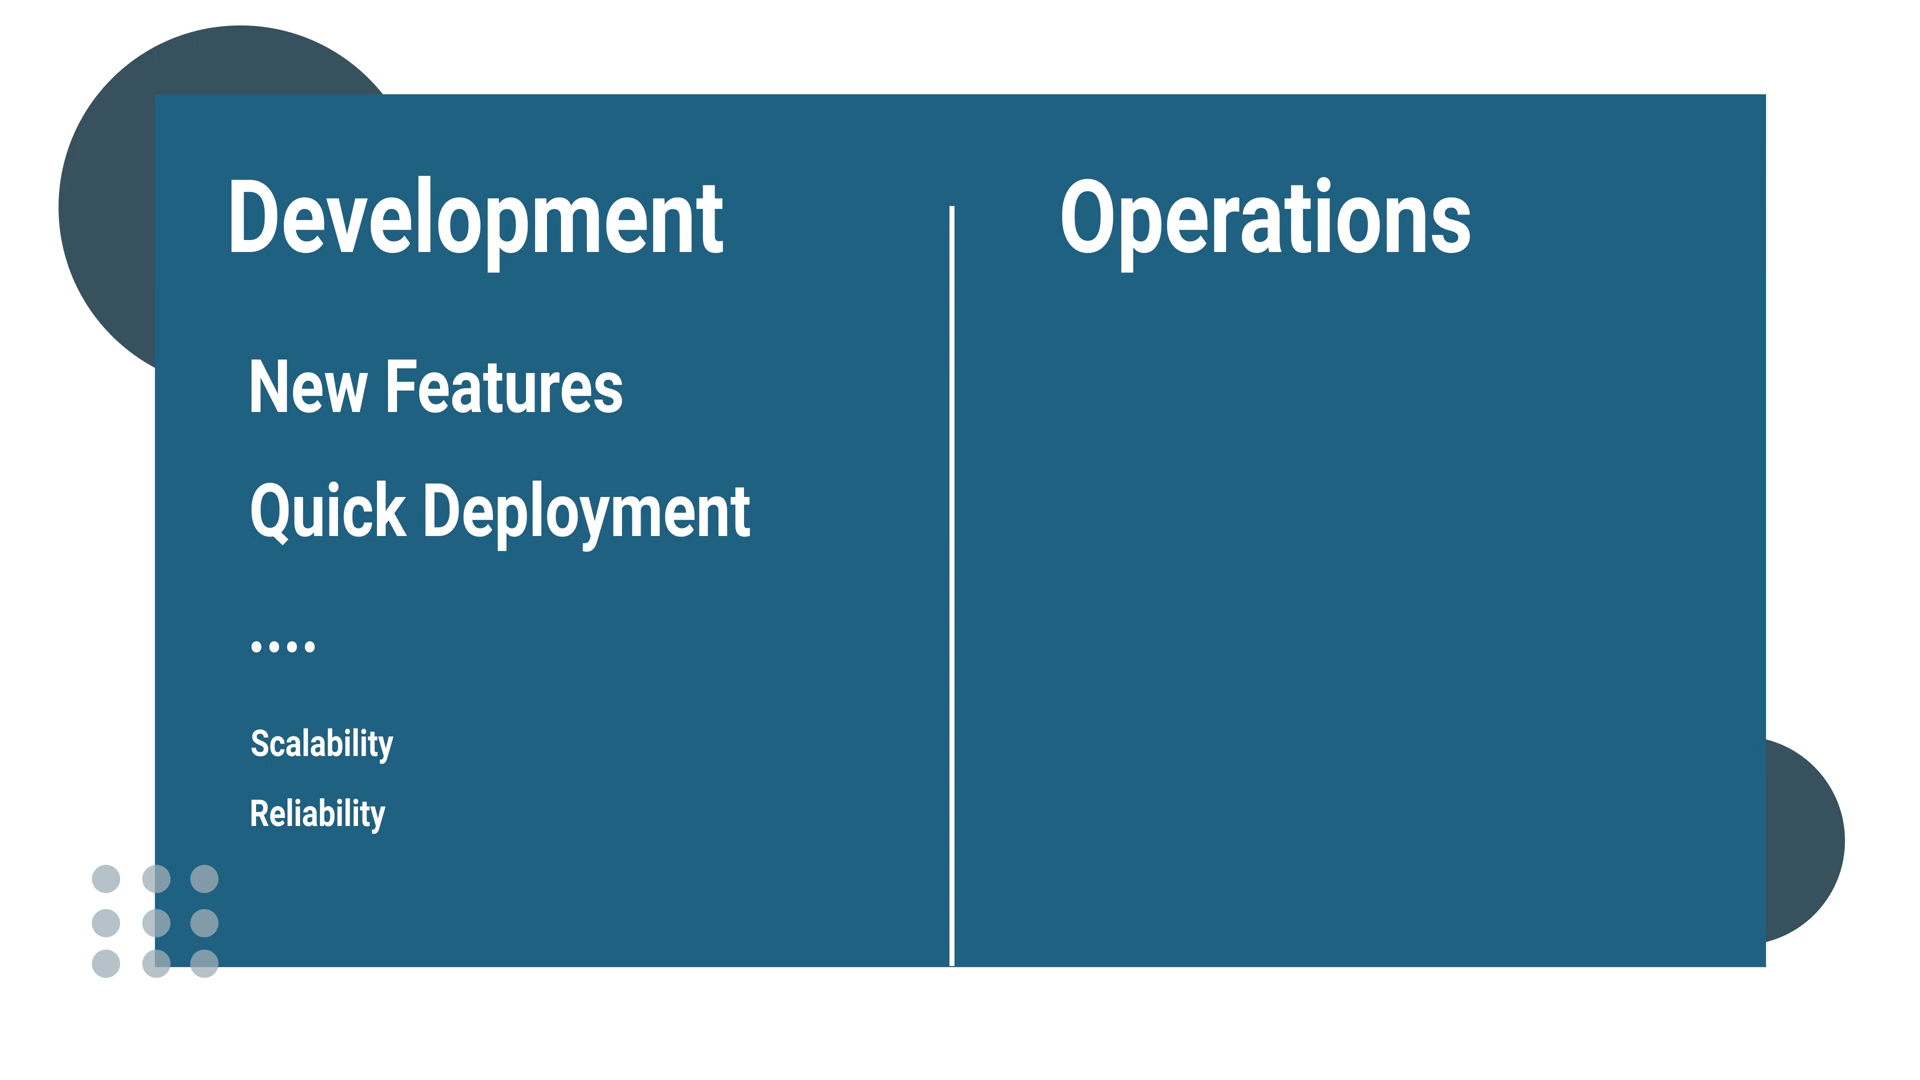 Development
New Features
Quick Deployment
....
Scalability
Reliability
Operations